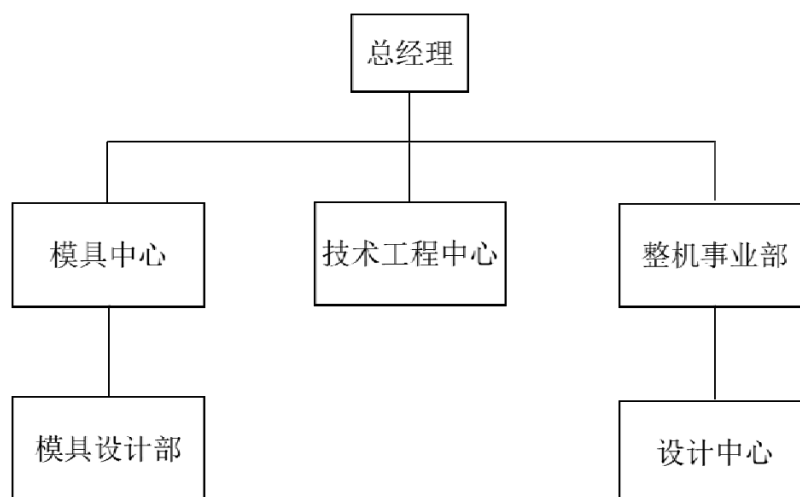 总经理
模具中心
技术工程中心
整机事业部
模具设计部
设计中心